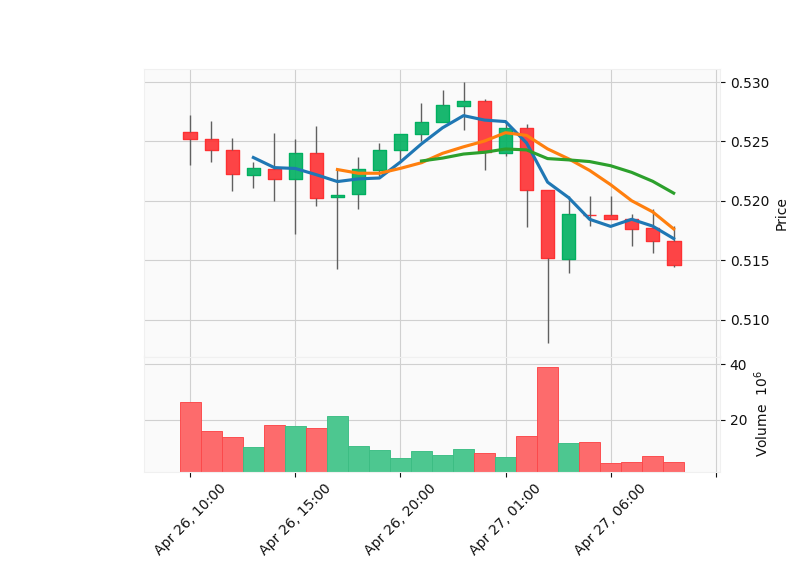 0.530
0.525
0.520
0.515
0.510
Price
40
20
Volume 10^6
Apr 26, 10:00
Apr 26, 15:00
Apr 26, 20:00
Apr 27, 01:00
Apr 27, 06:00